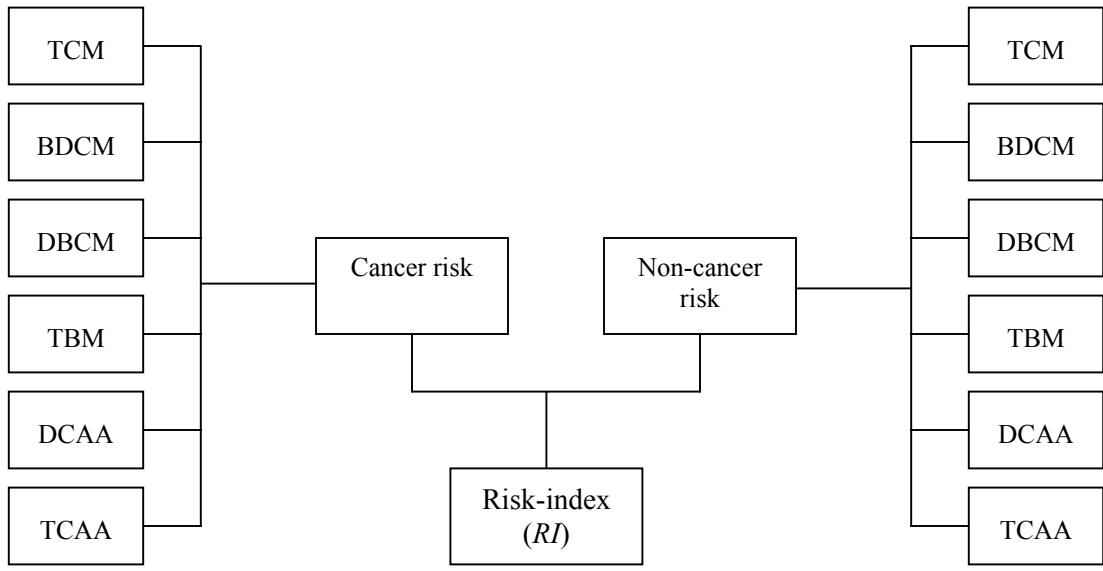 TCM
BDCM
DBCM
TBM
DCAA
TCAA
Cancer risk
Non-cancer
risk
Risk-index
(RI)
TCM
BDCM
DBCM
TBM
DCAA
TCAA